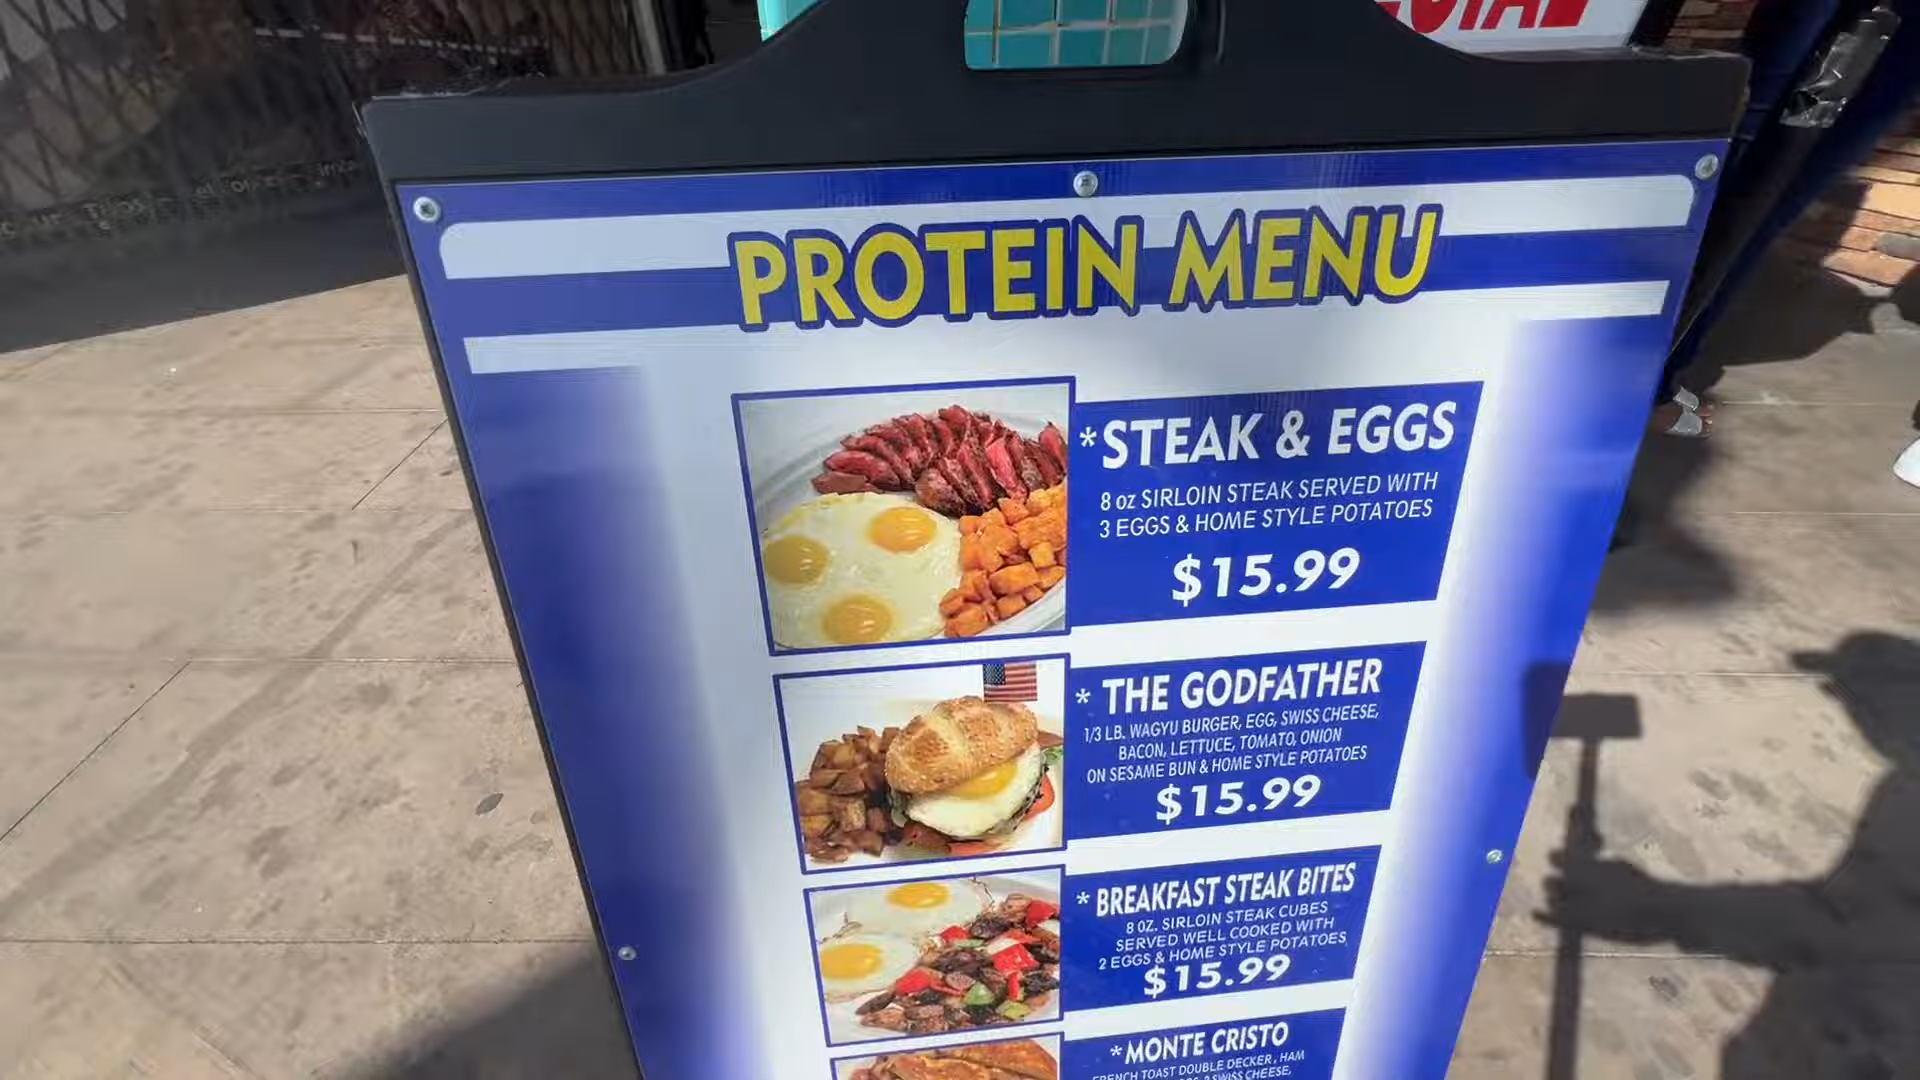 PROTEIN MENU
*STEAK & EGGS
8 oz SIRLOIN STEAK SERVED WITH
3 EGGS & HOME STYLE POTATOES
$15.99
* THE GODFATHER
1/3 LB. WAGYU BURGER, EGG, SWISS CHEESE,
BACON, LETTUCE, TOMATO, ONION
ON SESAME BUN & HOME STYLE POTATOES
$15.99
* BREAKFAST STEAK BITES
8 OZ. SIRLOIN STEAK CUBES
SERVED WELL COOKED WITH
2 EGGS & HOME STYLE POTATOES
$15.99
*MONTE CRISTO
FRENCH TOAST DOUBLE DECKER, HAM
SWISS CHEESE,